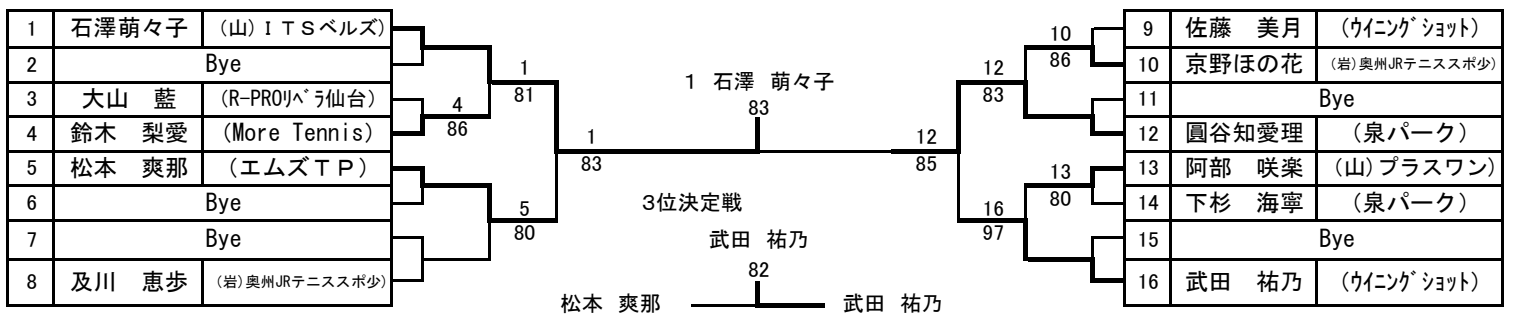 1 石澤萌々子 (山)ＩＴＳベルズ)
2 Bye
3 大山 藍 (R-PROﾘﾍﾞﾗ仙台)
4 鈴木 梨愛 (More Tennis)
5 松本 爽那 (エムズＴＰ)
6 Bye
7 Bye
8 及川 恵歩 (岩)奥州JRテニススポ少)
4
86
1
81
5
80
1
83
1 石澤 萌々子
83
3位決定戦
武田 祐乃
82
松本 爽那 武田 祐乃
12
85
12
83
16
97
10
86
13
80
9 佐藤 美月 (ｳｲﾆﾝｸﾞｼｮｯﾄ)
10 京野ほの花 (岩)奥州JRテニススポ少)
11 Bye
12 圓谷知愛理 (泉パーク)
13 阿部 咲楽 (山)プラスワン)
14 下杉 海寧 (泉パーク)
15 Bye
16 武田 祐乃 (ｳｲﾆﾝｸﾞｼｮｯﾄ)